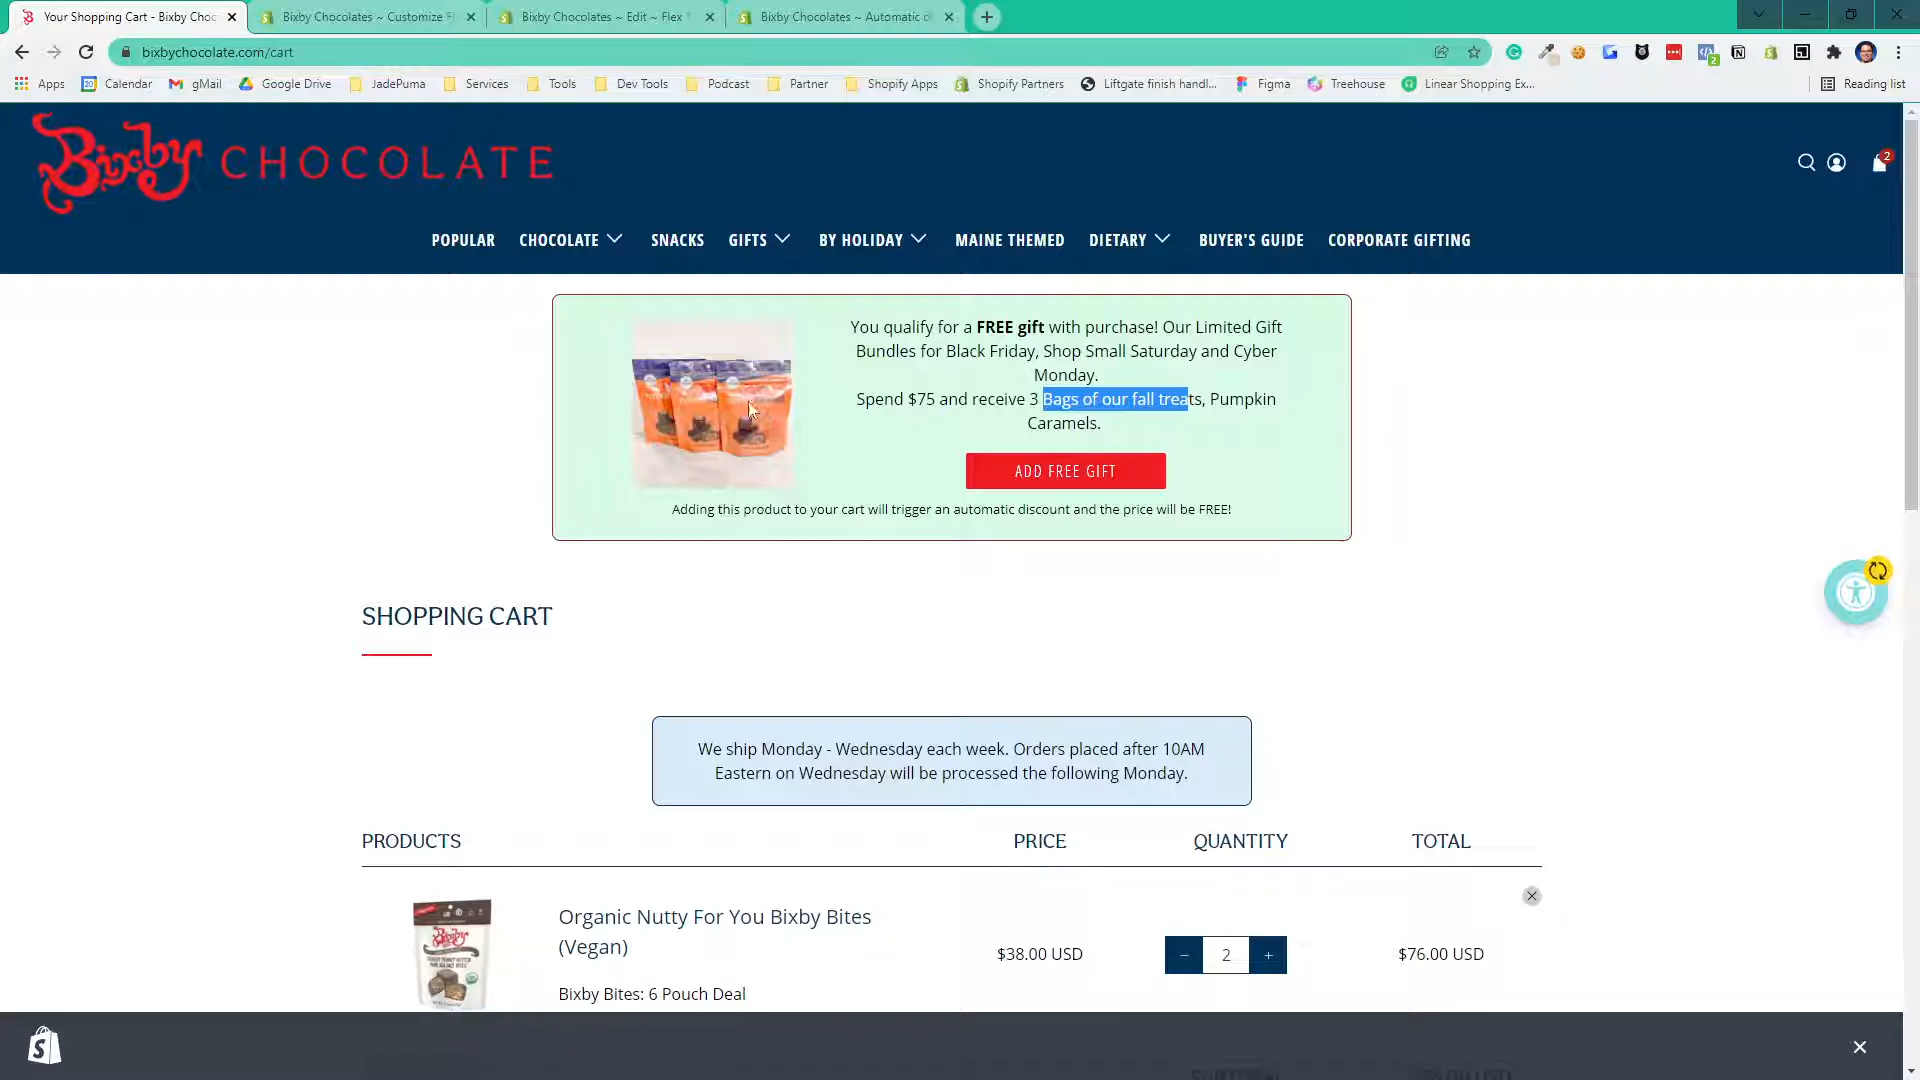 Your Shopping Cart - Bixby Choc
Bixby Chocolates ~ Customize F
Bixby Chocolates ~ Edit ~ Flex
Bixby Chocolates ~ Automatic
bixbychocolate.com/cart
Apps
Calendar
gMail
Google Drive
JadePuma
Services
Tools
Dev Tools
Podcast
Partner
Shopify Apps
Shopify Partners
Liftgate finish handl...
Figma
Treehouse
Linear Shopping Ex...
Reading list
Bixby CHOCOLATE
2
POPULAR
CHOCOLATE
SNACKS
GIFTS
BY HOLIDAY
MAINE THEMED
DIETARY
BUYER'S GUIDE
CORPORATE GIFTING
You qualify for a FREE gift with purchase! Our Limited Gift
Bundles for Black Friday, Shop Small Saturday and Cyber
Monday.
Spend $75 and receive 3 Bags of our fall treats, Pumpkin
Caramels.
ADD FREE GIFT
Adding this product to your cart will trigger an automatic discount and the price will be FREE!
SHOPPING CART
We ship Monday - Wednesday each week. Orders placed after 10AM
Eastern on Wednesday will be processed the following Monday.
PRODUCTS
PRICE
QUANTITY
TOTAL
Bixby
Organic Nutty For You Bixby Bites
(Vegan)
Bixby Bites: 6 Pouch Deal
$38.00 USD
− 2 +
$76.00 USD